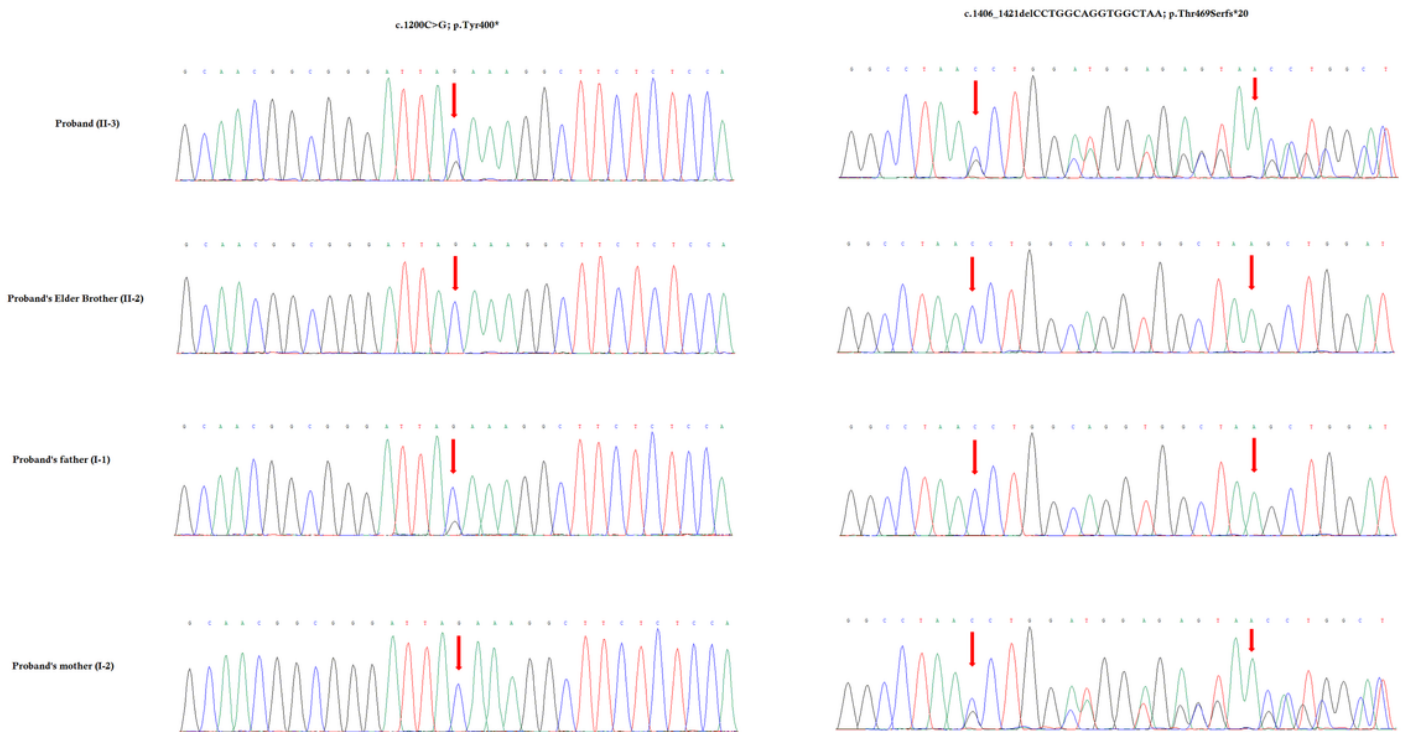 c.1200C>G; p.Tyr400*
c.1406_1421delCCTGGCAGGTGGCTAA; p.Thr469Serfs*20
G C A A C G G C G G G A T T A G A A A G G C T T C T C T C C A
G G C C T A A C C T G G A T G G A G A G T A A C C T G G C T
Proband (II-3)
G C A A C G G C G G G A T T A G A A A G G C T T C T C T C C A
G G C C T A A C C T G G C A G G T G G C T A A G C T G G A T
Proband's Elder Brother (II-2)
G C A A C G G C G G G A T T A G A A A G G C T T C T C T C C A
G G C C T A A C C T G G C A G G T G G C T A A G C T G G A T
Proband's father (I-1)
G C A A C G G C G G G A T T A G A A A G G C T T C T C T C C A
G G C C T A A C C T G G A T G G A G A G T A A C C T G G C T
Proband's mother (I-2)